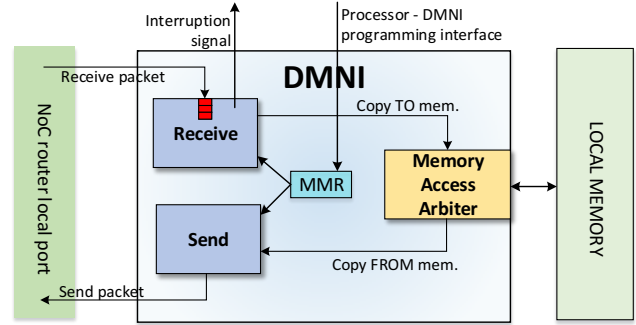 Interruption
signal
Processor - DMNI
programming interface
DMNI
Receive packet
Copy TO mem.
Receive
NoC router local port
MMR
Memory
Access
Arbiter
LOCAL MEMORY
Send
Copy FROM mem.
Send packet